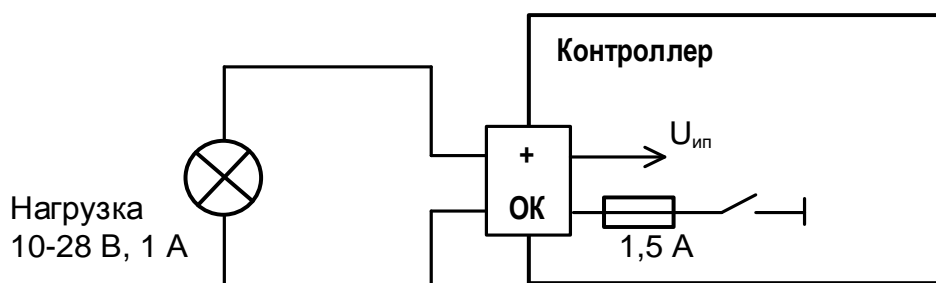 Контроллер
Uип
+
ОК
Нагрузка
10-28 В, 1 А
1,5 А